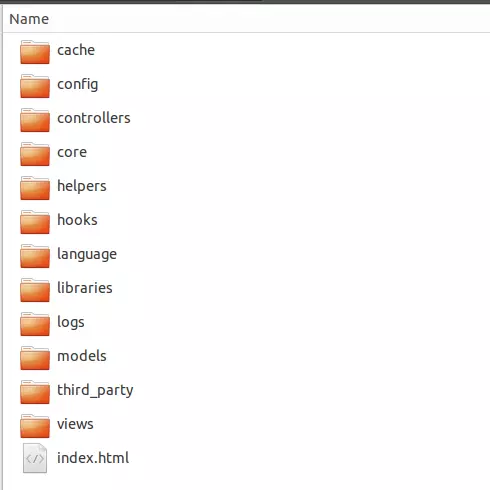 Name
cache
config
controllers
core
helpers
hooks
language
libraries
logs
models
third_party
views
index.html